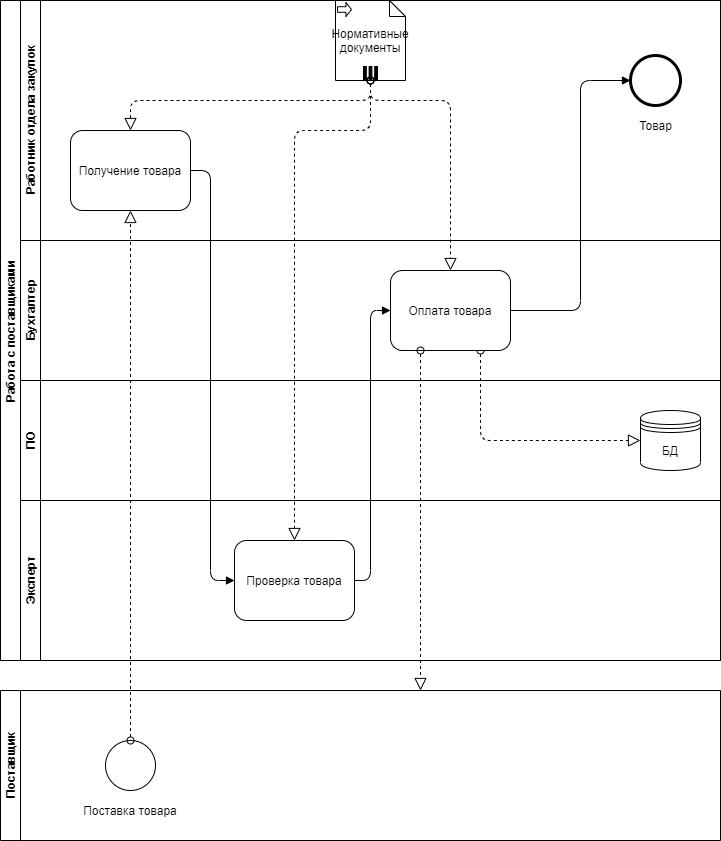 Работа с поставщиками
Работник отдела закупок
Нормативные
документы
Товар
Получение товара
Бухгалтер
Оплата товара
ПО
БД
Эксперт
Проверка товара
Поставщик
Поставка товара